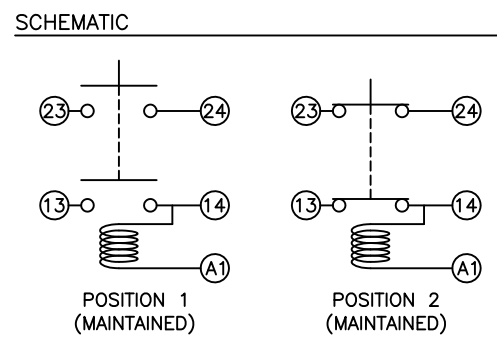 SCHEMATIC
23 24 23 24
13 14 13 14
A1 A1
POSITION 1 POSITION 2
(MAINTAINED) (MAINTAINED)